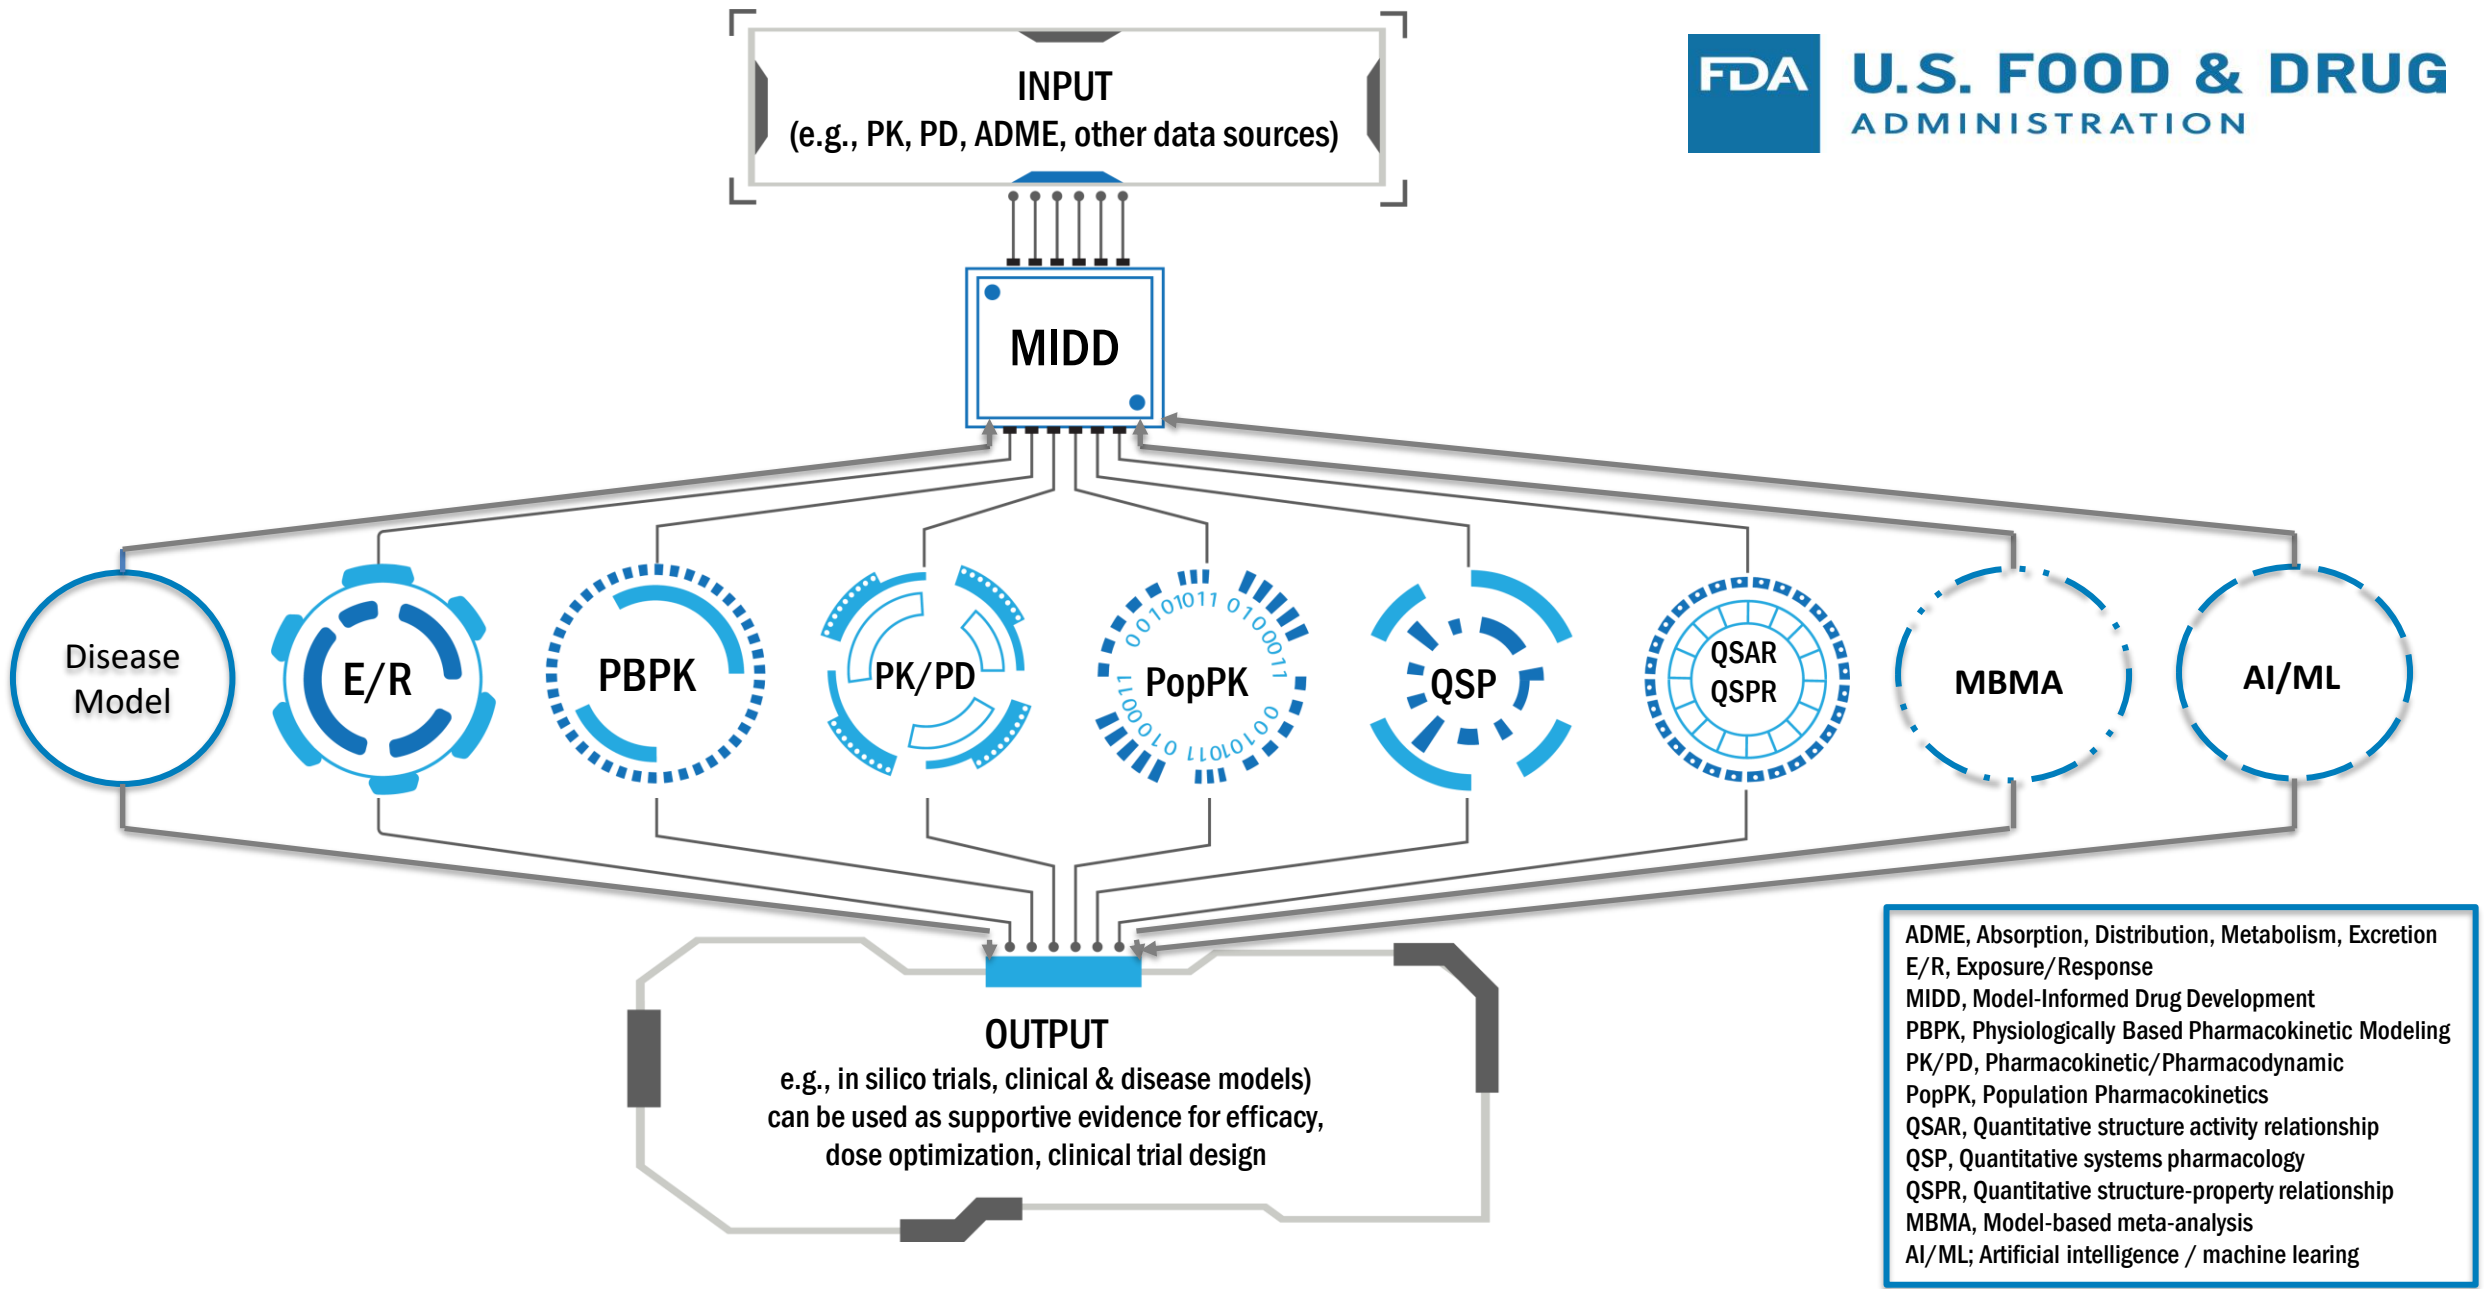 INPUT
(e.g., PK, PD, ADME, other data sources)
FDA
U.S. FOOD & DRUG
ADMINISTRATION
MIDD
Disease
Model
E/R
PBPK
PK/PD
00101011 0100011
PopPK
00101011 0100011
QSP
QSAR
QSPR
MBMA
AI/ML
OUTPUT
e.g., in silico trials, clinical & disease models)
can be used as supportive evidence for efficacy,
dose optimization, clinical trial design
ADME, Absorption, Distribution, Metabolism, Excretion
E/R, Exposure/Response
MIDD, Model-Informed Drug Development
PBPK, Physiologically Based Pharmacokinetic Modeling
PK/PD, Pharmacokinetic/Pharmacodynamic
PopPK, Population Pharmacokinetics
QSAR, Quantitative structure activity relationship
QSP, Quantitative systems pharmacology
QSPR, Quantitative structure-property relationship
MBMA, Model-based meta-analysis
AI/ML; Artificial intelligence / machine learing